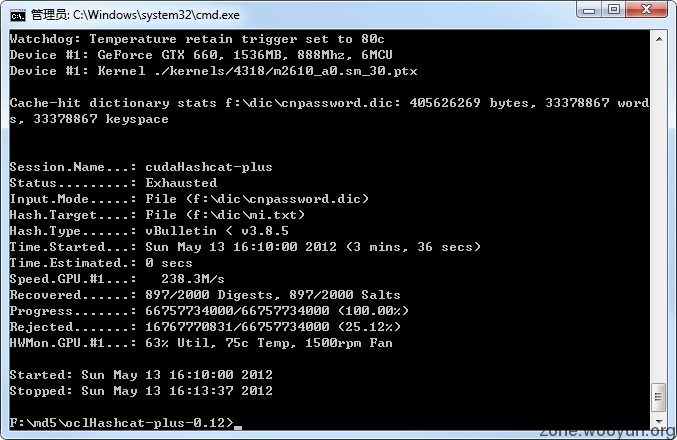 管理员: C:\Windows\system32\cmd.exe
Watchdog: Temperature retain trigger set to 80c
Device #1: GeForce GTX 660, 1536MB, 888Mhz, 6MCU
Device #1: Kernel ./kernels/4318/m2610_a0.sm_30.ptx
Cache-hit dictionary stats f:\dic\cnpassword.dic: 405626269 bytes, 33378867 word
s, 33378867 keyspace
Session.Name...: cudaHashcat-plus
Status.........: Exhausted
Input.Mode.....: File (f:\dic\cnpassword.dic)
Hash.Target....: File (f:\dic\mi.txt)
Hash.Type......: vBulletin < v3.8.5
Time.Started...: Sun May 13 16:10:00 2012 (3 mins, 36 secs)
Time.Estimated.: 0 secs
Speed.GPU.#1...:   238.3M/s
Recovered......: 897/2000 Digests, 897/2000 Salts
Progress.......: 66757734000/66757734000 (100.00%)
Rejected.......: 16767770831/66757734000 (25.12%)
HWMon.GPU.#1...: 63% Util, 75c Temp, 1500rpm Fan
Started: Sun May 13 16:10:00 2012
Stopped: Sun May 13 16:13:37 2012
F:\md5\oclHashcat-plus-0.12>
zone.wooyun.org